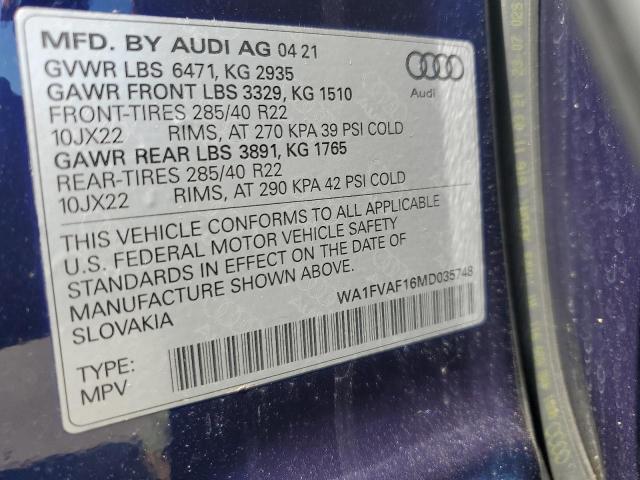 MFD. BY AUDI AG 04 21
GVWR LBS 6471, KG 2935
GAWR FRONT LBS 3329, KG 1510
FRONT-TIRES 285/40 R22
10JX22 RIMS, AT 270 KPA 39 PSI COLD
GAWR REAR LBS 3891, KG 1765
REAR-TIRES 285/40 R22
10JX22 RIMS, AT 290 KPA 42 PSI COLD
Audi
THIS VEHICLE CONFORMS TO ALL APPLICABLE
U.S. FEDERAL MOTOR VEHICLE SAFETY
STANDARDS IN EFFECT ON THE DATE OF
MANUFACTURE SHOWN ABOVE.
SLOVAKIA
WA1FVAF16MD035748
TYPE:
MPV